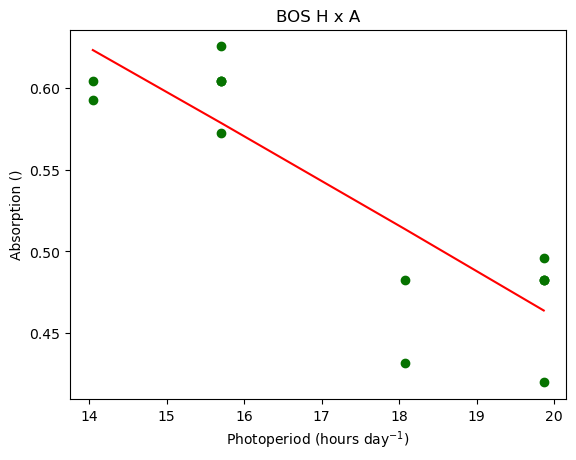 BOS H x A
0.60
0.55
0.50
0.45
Absorption ()
14 15 16 17 18 19 20
Photoperiod (hours day⁻¹)